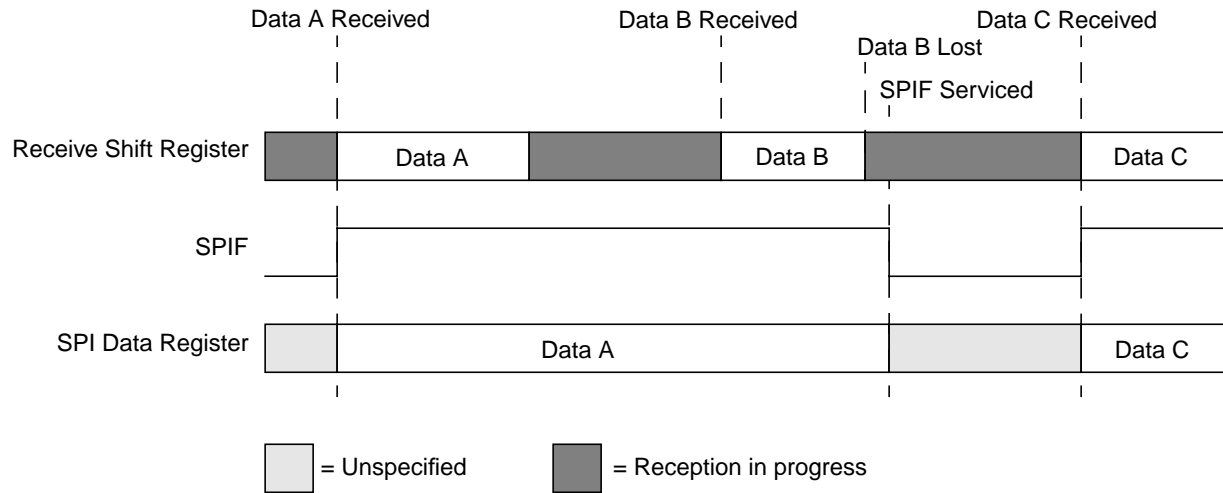 Data A Received
Data B Received
Data C Received
Data B Lost
SPIF Serviced
Receive Shift Register
Data A
Data B
Data C
SPIF
SPI Data Register
Data A
Data C
= Unspecified
= Reception in progress